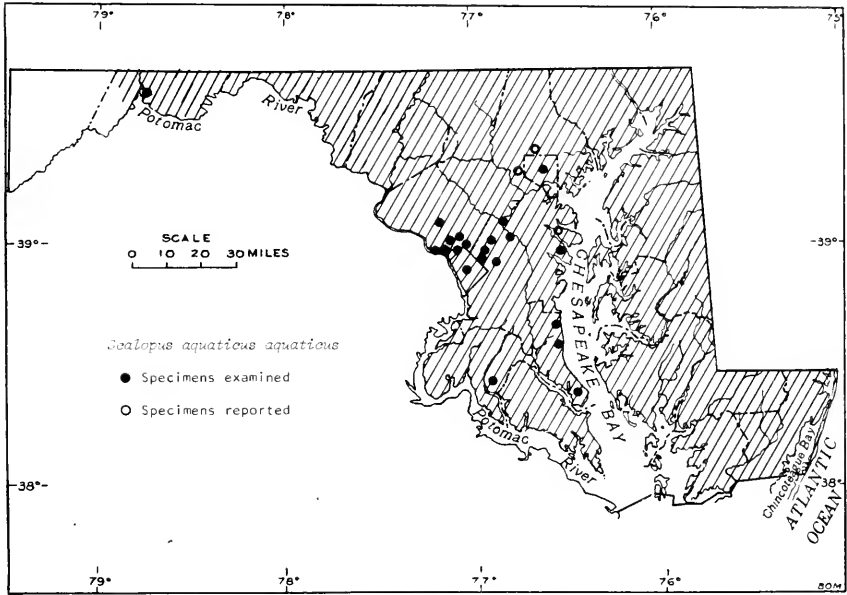 79° 78° 77° 76° 75°
Potomac
River
39° 39°
SCALE
0 10 20 30 MILES
CHESAPEAKE BAY
Scalopus aquaticus aquaticus
Specimens examined
Specimens reported
Potomac
River
Chincoteague Bay
ATLANTIC
OCEAN
38° 38°
79° 78° 77° 76°